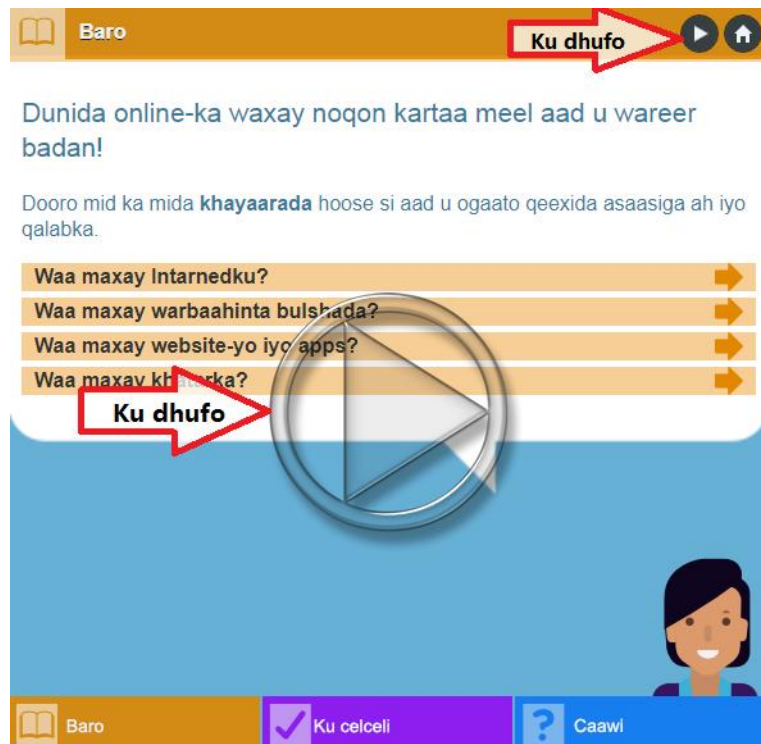 Baro
Ku dhufo
Dunida online-ka waxay noqon kartaa meel aad u wareer
badan!
Dooro mid ka mida khayaarada hoose si aad u ogaato qeexida asaasiga ah iyo
qalabka.
Waa maxay Intarnedku?
Waa maxay warbaahinta bulshada?
Waa maxay website-yo iyo apps?
Waa maxay khatarka?
Ku dhufo
Baro
Ku celceli
? Caawi